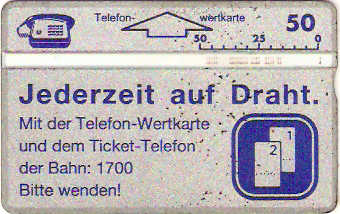 Telefon- wertkarte 50
50 25 0
Jederzeit auf Draht.
Mit der Telefon-Wertkarte
und dem Ticket-Telefon
der Bahn: 1700
Bitte wenden!
1
2